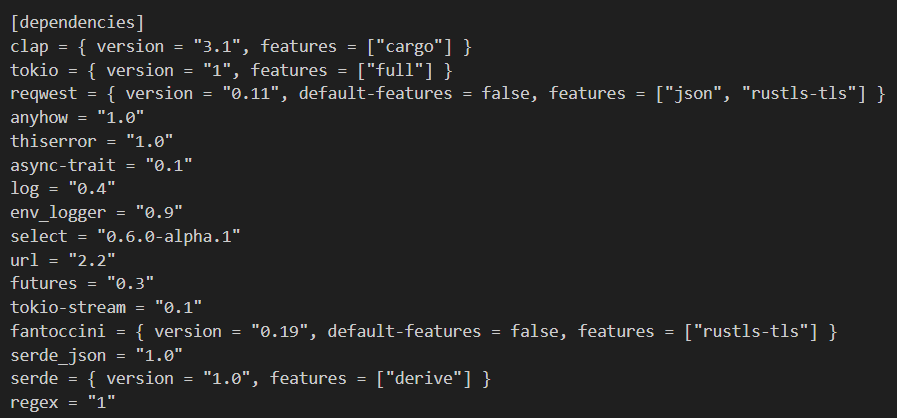 [dependencies]
clap = { version = "3.1", features = ["cargo"] }
tokio = { version = "1", features = ["full"] }
reqwest = { version = "0.11", default-features = false, features = ["json", "rustls-tls"] }
anyhow = "1.0"
thiserror = "1.0"
async-trait = "0.1"
log = "0.4"
env_logger = "0.9"
select = "0.6.0-alpha.1"
url = "2.2"
futures = "0.3"
tokio-stream = "0.1"
fantoccini = { version = "0.19", default-features = false, features = ["rustls-tls"] }
serde_json = "1.0"
serde = { version = "1.0", features = ["derive"] }
regex = "1"